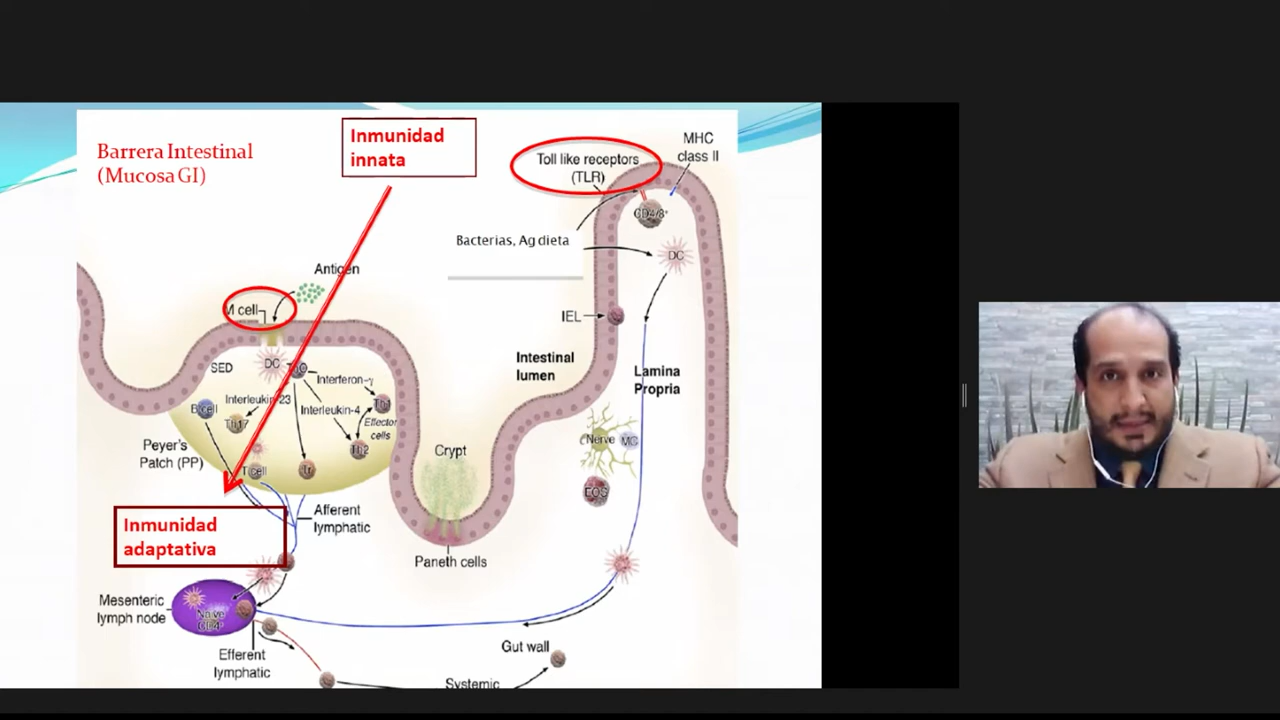 Barrera Intestinal
(Mucosa GI)
Inmunidad
innata
Toll like receptors
(TLR)
MHC
class II
CD4/8+
Bacterias, Ag dieta
DC
Antigen
M cell
IEL
Intestinal
lumen
Lamina
Propria
SED
DC
Interferon-γ
Interleukin-23
Interleukin-4
Th1
Effector
cells
B cell
Th17
Th2
T cell
Tr
Peyer's
Patch (PP)
Crypt
Nerve
MC
EOS
Afferent
lymphatic
Paneth cells
Inmunidad
adaptativa
Mesenteric
lymph node
Naive
Efferent
lymphatic
Gut wall
Systemic